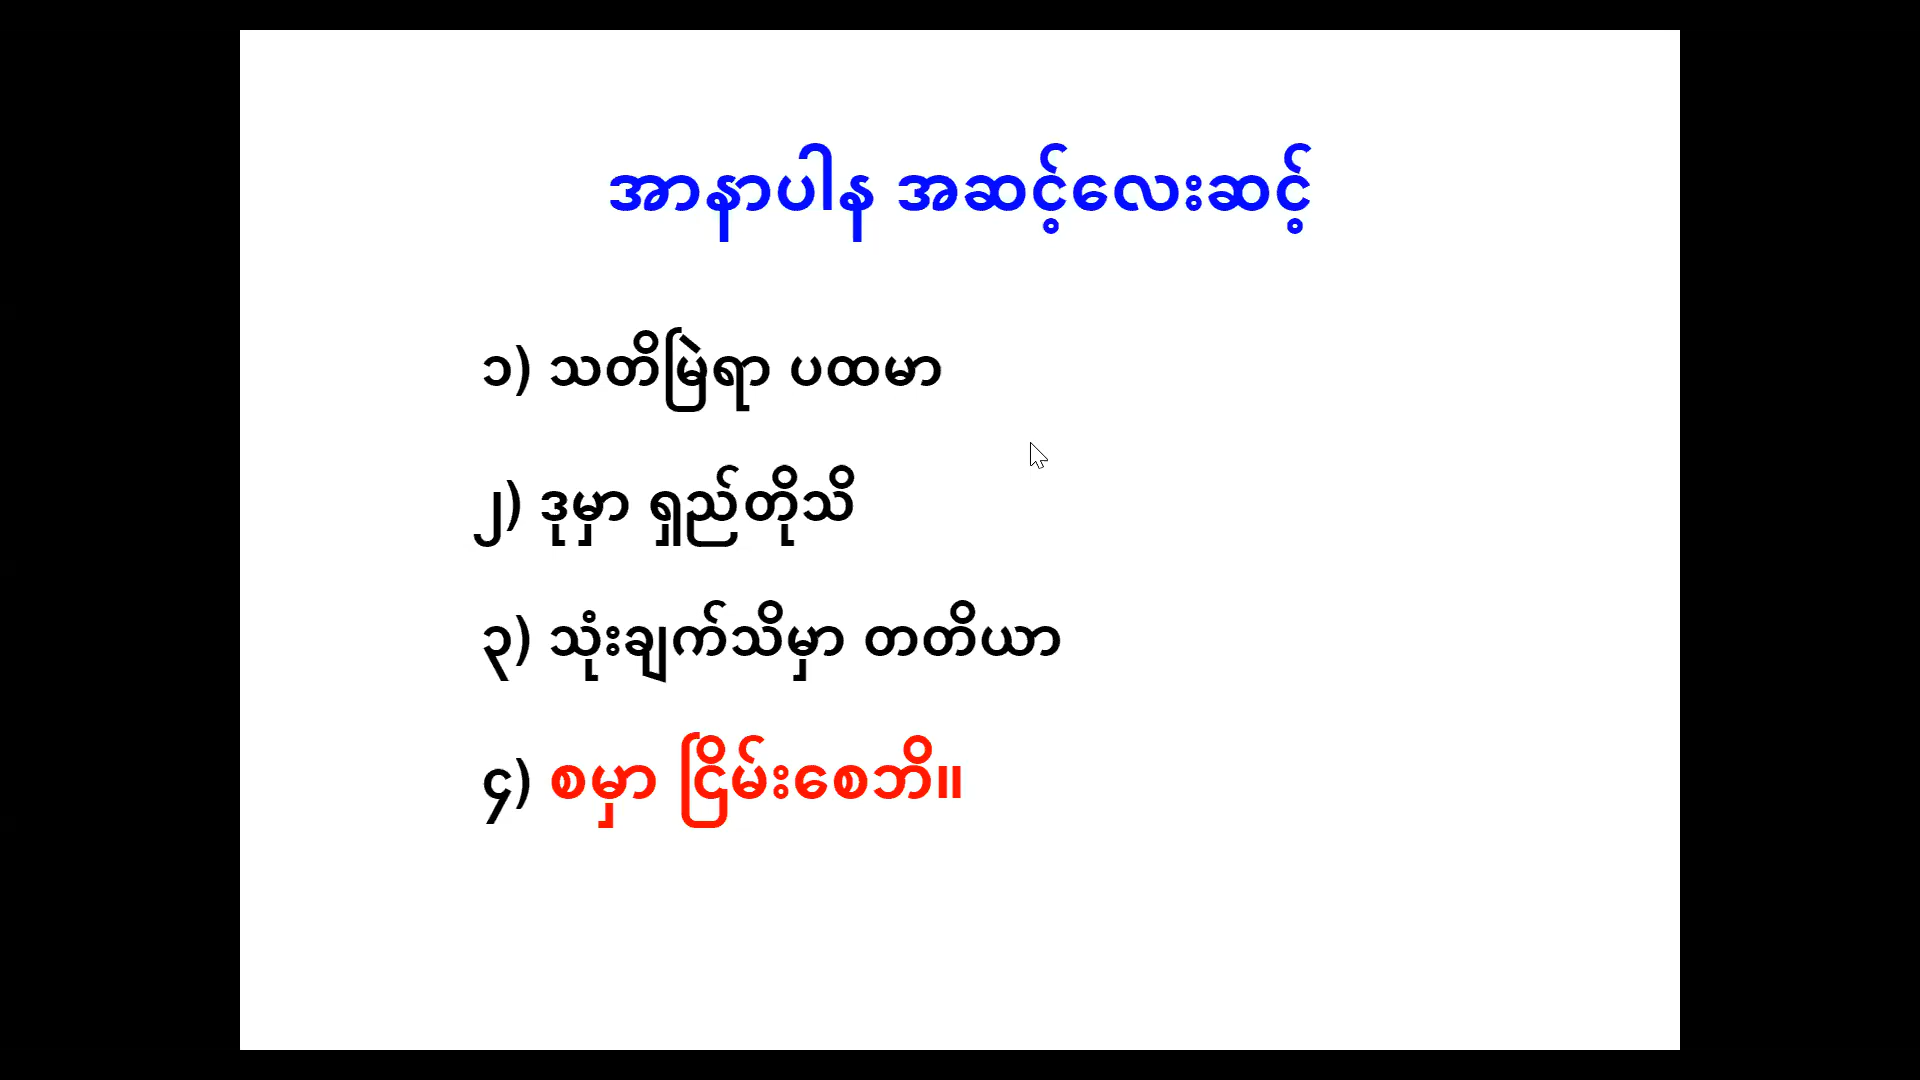 အာနာပါန အဆင့်လေးဆင့်
၁) သတိမြဲရာ ပထမာ
၂) ဒုမှာ ရှည်တိုသိ
၃) သုံးချက်သိမှာ တတိယာ
၄) စမှာ ငြိမ်းစေဘိ။